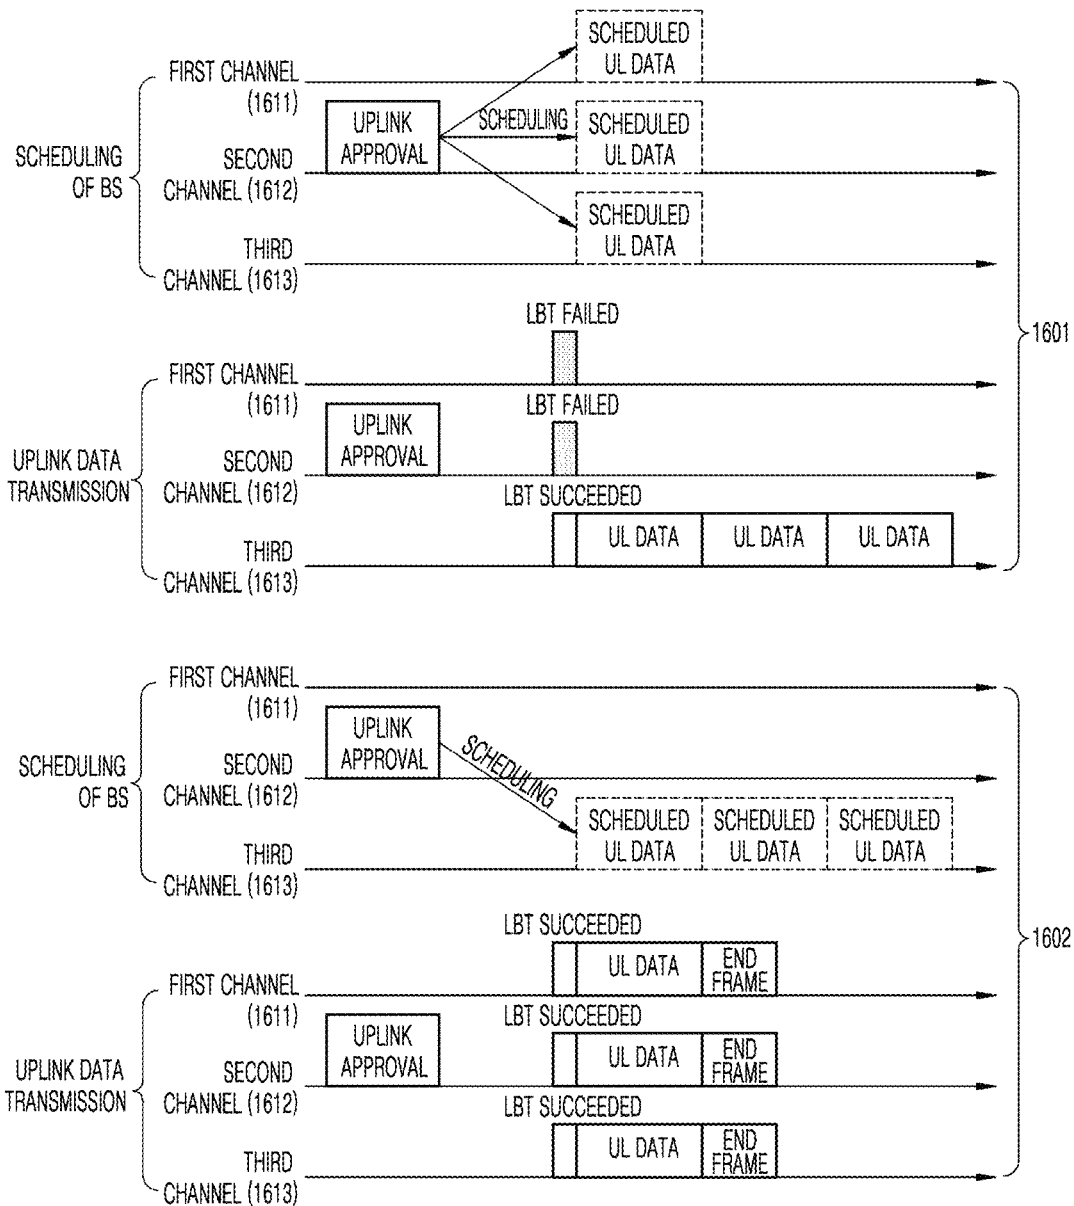 SCHEDULED
UL DATA
FIRST CHANNEL
(1611)
UPLINK
APPROVAL
SCHEDULING
SCHEDULED
UL DATA
SCHEDULING
OF BS
SECOND
CHANNEL (1612)
SCHEDULED
UL DATA
THIRD
CHANNEL (1613)
1601
LBT FAILED
FIRST CHANNEL
(1611)
LBT FAILED
UPLINK
APPROVAL
UPLINK DATA
TRANSMISSION
SECOND
CHANNEL (1612)
LBT SUCCEEDED
UL DATA UL DATA UL DATA
THIRD
CHANNEL (1613)
FIRST CHANNEL
(1611)
UPLINK
APPROVAL
SCHEDULING
SCHEDULING
OF BS
SECOND
CHANNEL (1612)
SCHEDULED SCHEDULED SCHEDULED
UL DATA UL DATA UL DATA
THIRD
CHANNEL (1613)
1602
LBT SUCCEEDED
UL DATA
END
FRAME
FIRST CHANNEL
(1611)
LBT SUCCEEDED
UPLINK
APPROVAL
UL DATA
END
FRAME
UPLINK DATA
TRANSMISSION
SECOND
CHANNEL (1612)
LBT SUCCEEDED
UL DATA
END
FRAME
THIRD
CHANNEL (1613)